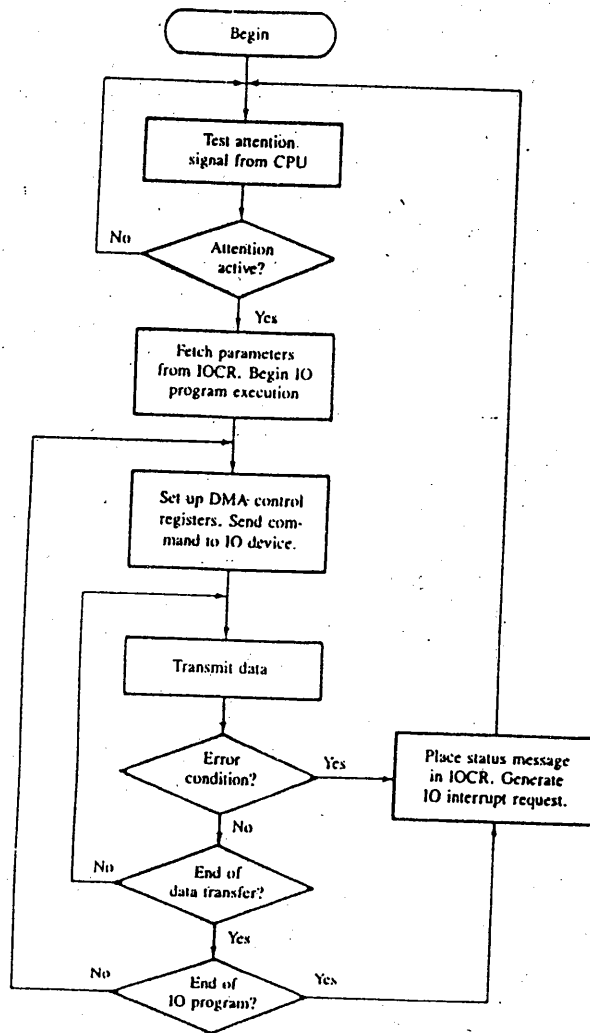 Begin
Test attention
signal from CPU
No
Attention
active?
Yes
Fetch parameters
from IOCR. Begin IO
program execution
Set up DMA control
registers. Send com-
mand to IO device.
Transmit data
Error
condition?
Yes
Place status message
in IOCR. Generate
IO interrupt request.
No
No
End of
data transfer?
Yes
No
End of
IO program?
Yes